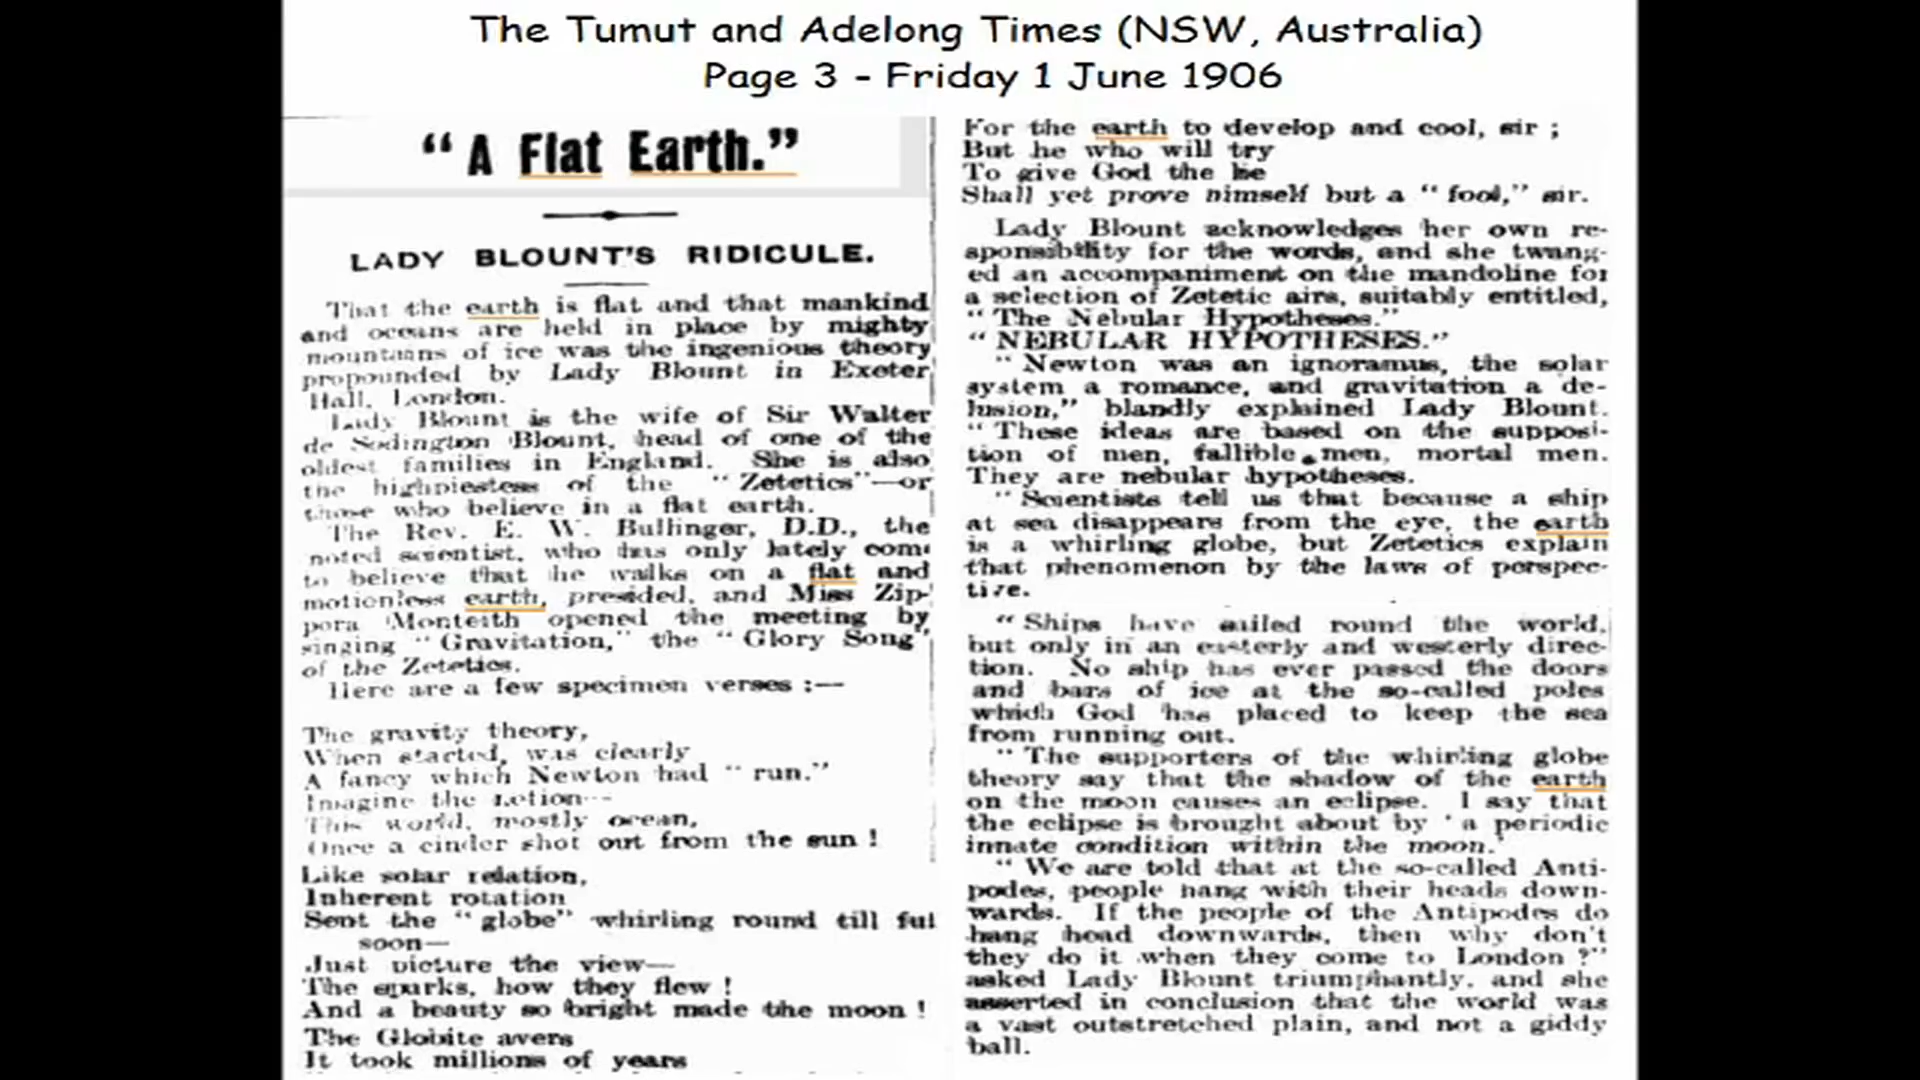 The Tumut and Adelong Times (NSW, Australia)
Page 3 - Friday 1 June 1906
“A Flat Earth.”
LADY BLOUNT'S RIDICULE.
That the earth is flat and that mankind
and oceans are held in place by mighty
mountains of ice was the ingenious theory
propounded by Lady Blount in Exeter
Hall, London.
Lady Blount is the wife of Sir Walter
de Sodington Blount, head of one of the
oldest families in England. She is also
the highpiestess of the “Zetetics”—or
those who believe in a flat earth.
The Rev. E. W. Bullinger, D.D., the
noted scientist, who has only lately come
to believe that he walks on a flat and
motionless earth, presided, and Miss Zip-
pora Monteith opened the meeting by
singing “Gravitation,” the “Glory Song”
of the Zetetics.
Here are a few specimen verses :—
The gravity theory,
When started, was clearly
A fancy which Newton had “run.”
Imagine the notion—
This world, mostly ocean,
Once a cinder shot out from the sun !
Like solar relation,
Inherent rotation
Sent the “globe” whirling round till ful
soon—
Just picture the view—
The sparks, how they flew !
And a beauty so bright made the moon !
The Globite avers
It took millions of years
For the earth to develop and cool, sir ;
But he who will try
To give God the lie
Shall yet prove himself but a “fool,” sir.
Lady Blount acknowledges her own re-
sponsibility for the words, and she twang-
ed an accompaniment on the mandoline for
a selection of Zetetic airs, suitably entitled,
“The Nebular Hypotheses.”
“NEBULAR HYPOTHESES.”
“Newton was an ignoramus, the solar
system a romance, and gravitation a de-
lusion,” blandly explained Lady Blount.
“These ideas are based on the supposi-
tion of men, fallible men, mortal men.
They are nebular hypotheses.
“Scientists tell us that because a ship
at sea disappears from the eye, the earth
is a whirling globe, but Zetetics explain
that phenomenon by the laws of perspec-
tive.
“Ships have sailed round the world,
but only in an easterly and westerly direc-
tion. No ship has ever passed the doors
and bars of ice at the so-called poles
which God has placed to keep the sea
from running out.
“The supporters of the whirling globe
theory say that the shadow of the earth
on the moon causes an eclipse. I say that
the eclipse is brought about by ‘a periodic
innate condition within the moon.’
“We are told that at the so-called Anti-
podes, people hang with their heads down-
wards. If the people of the Antipodes do
hang head downwards, then why don't
they do it when they come to London ?”
asked Lady Blount triumphantly, and she
asserted in conclusion that the world was
a vast outstretched plain, and not a giddy
ball.